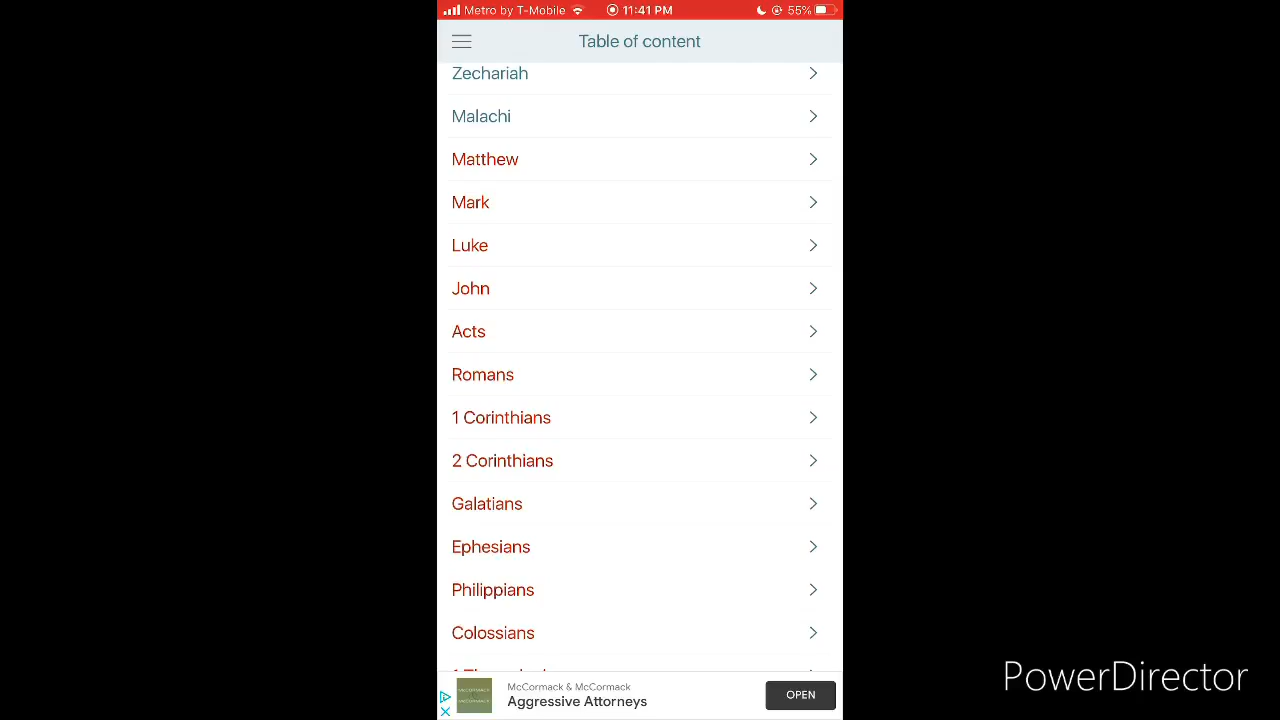 Metro by T-Mobile 11:41 PM 55%
Table of content
Zechariah
Malachi
Matthew
Mark
Luke
John
Acts
Romans
1 Corinthians
2 Corinthians
Galatians
Ephesians
Philippians
Colossians
McCormack & McCormack
Aggressive Attorneys
OPEN
PowerDirector